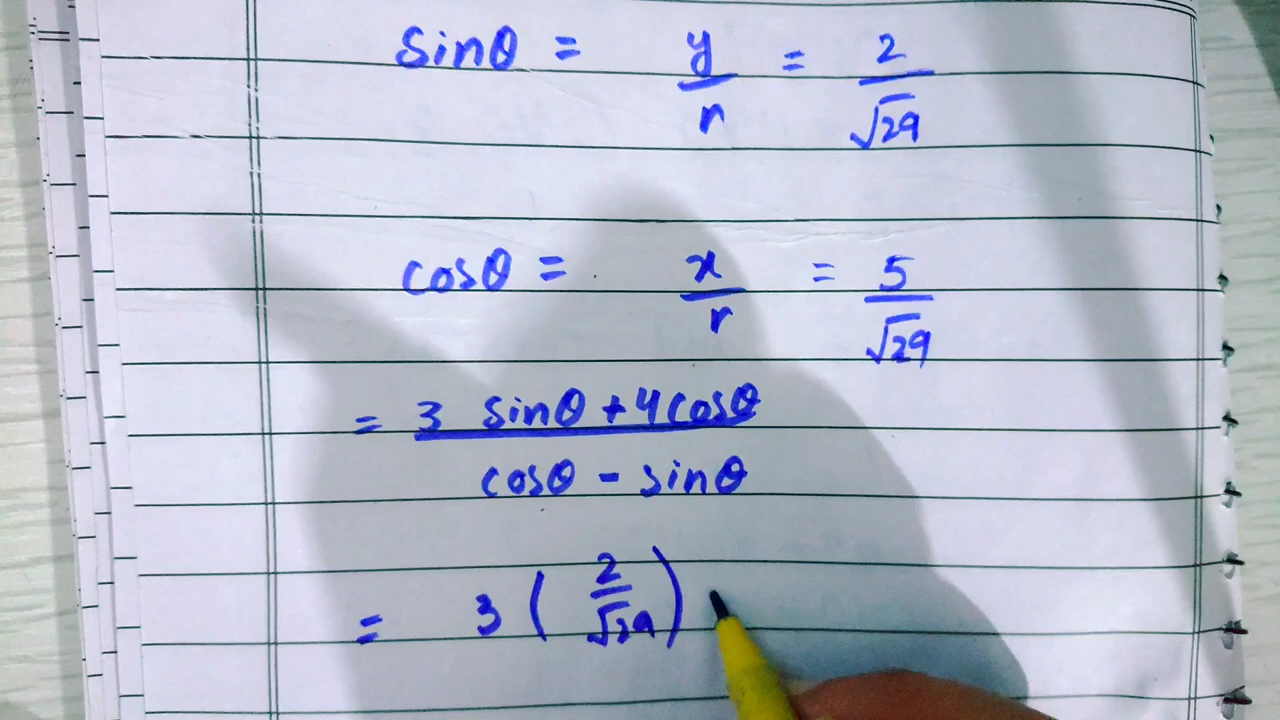 sinθ = y/r = 2/√29
cosθ = x/r = 5/√29
= 3 sinθ + 4cosθ / cosθ - sinθ
= 3 ( 2/√29 )